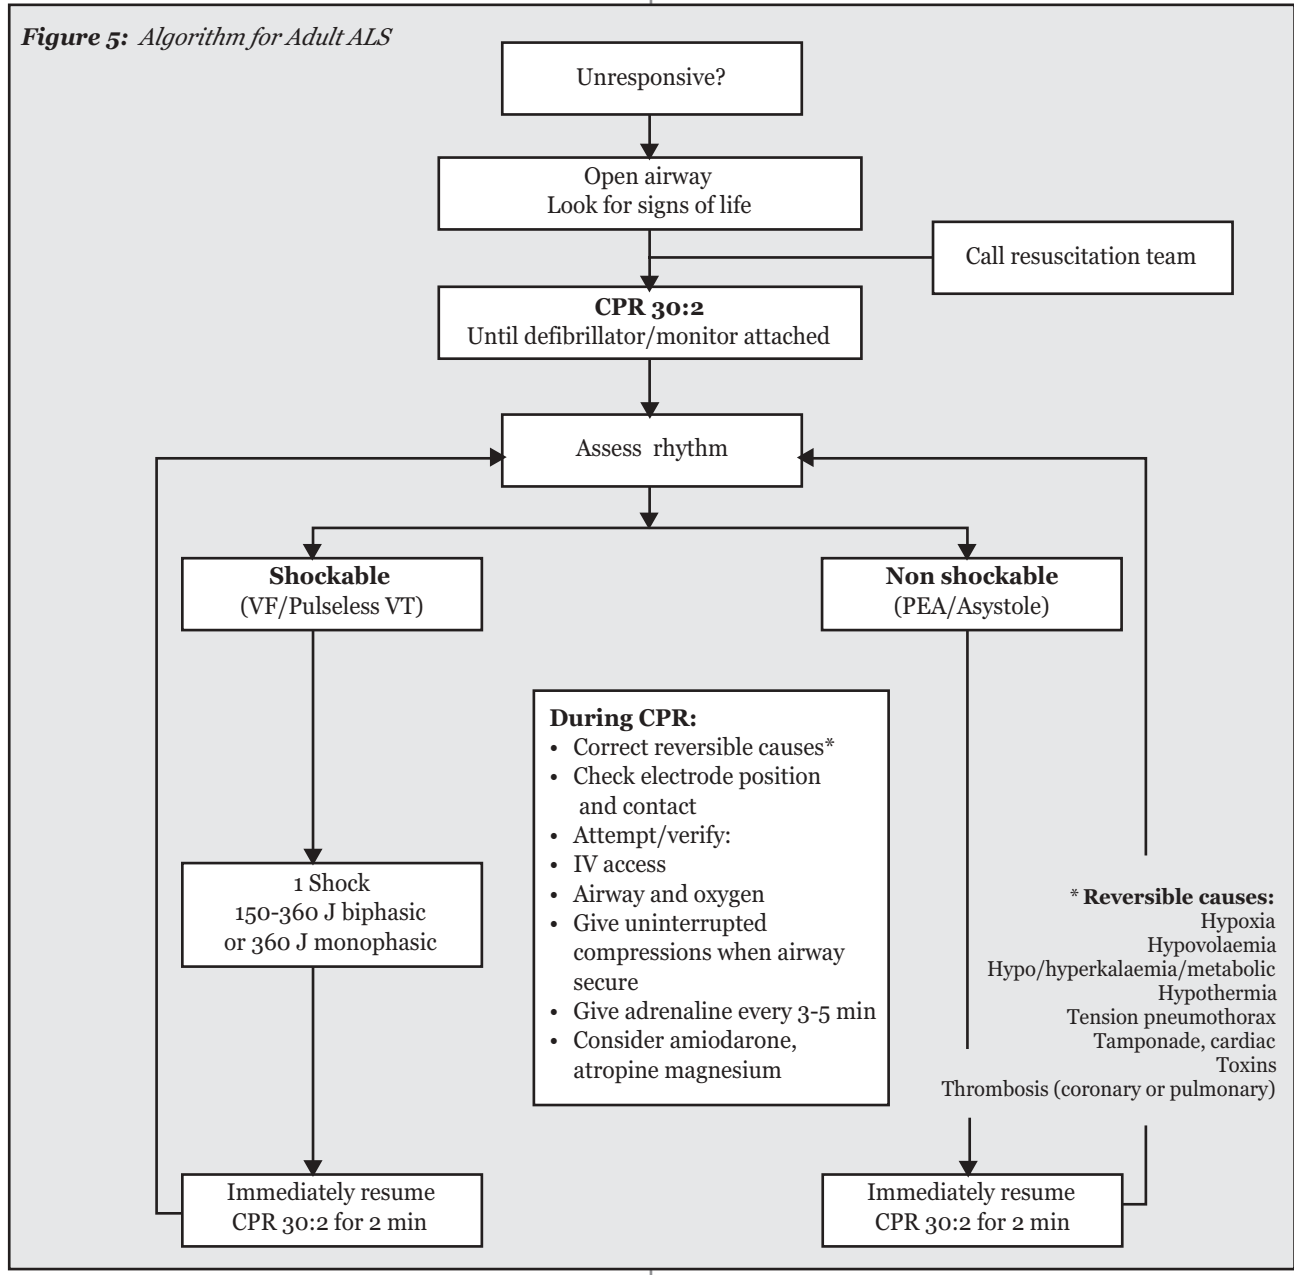 Figure 5: Algorithm for Adult ALS
Unresponsive?
Open airway
Look for signs of life
Call resuscitation team
CPR 30:2
Until defibrillator/monitor attached
Assess rhythm
Shockable
(VF/Pulseless VT)
Non shockable
(PEA/Asystole)
During CPR:
• Correct reversible causes*
• Check electrode position
and contact
• Attempt/verify:
• IV access
• Airway and oxygen
• Give uninterrupted
compressions when airway
secure
• Give adrenaline every 3-5 min
• Consider amiodarone,
atropine magnesium
1 Shock
150-360 J biphasic
or 360 J monophasic
* Reversible causes:
Hypoxia
Hypovolaemia
Hypo/hyperkalaemia/metabolic
Hypothermia
Tension pneumothorax
Tamponade, cardiac
Toxins
Thrombosis (coronary or pulmonary)
Immediately resume
CPR 30:2 for 2 min
Immediately resume
CPR 30:2 for 2 min